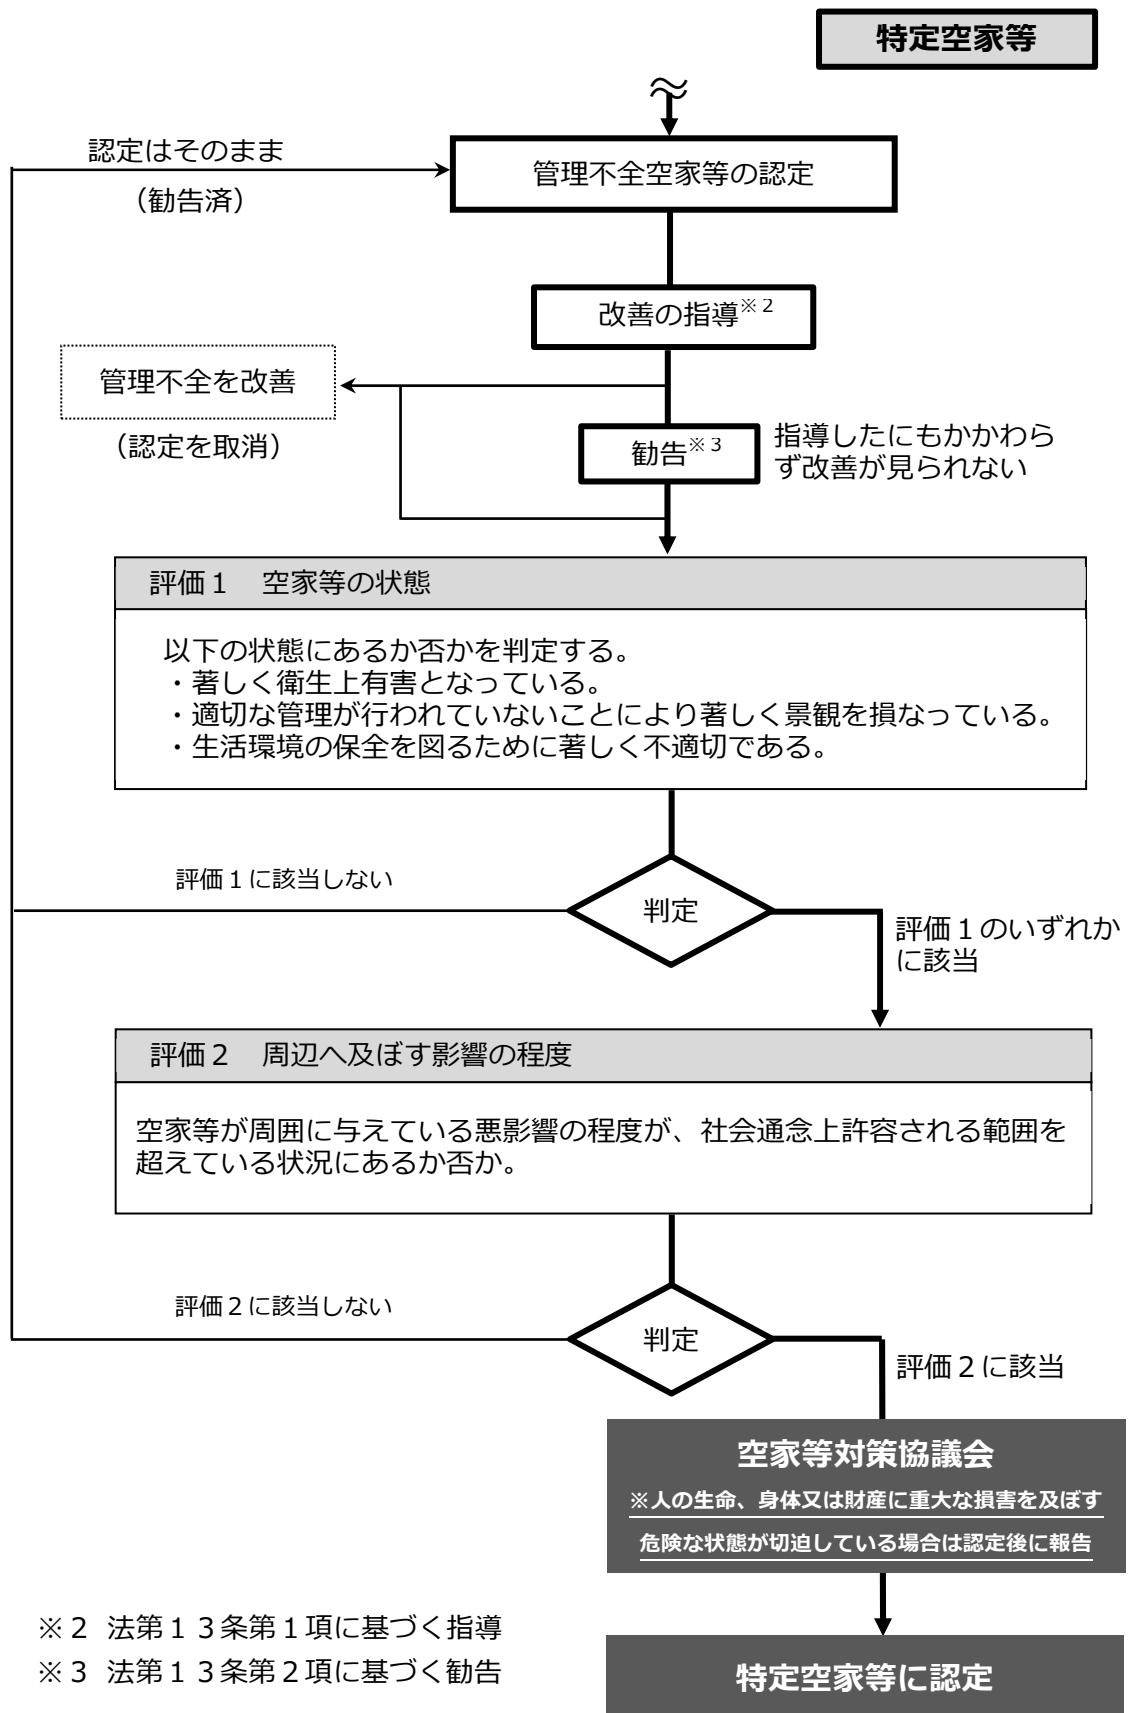 特定空家等
認定はそのまま
（勧告済）
管理不全空家等の認定
改善の指導※２
管理不全を改善
（認定を取消）
勧告※３
指導したにもかかわら
ず改善が見られない
評価１　空家等の状態
以下の状態にあるか否かを判定する。
・著しく衛生上有害となっている。
・適切な管理が行われていないことにより著しく景観を損なっている。
・生活環境の保全を図るために著しく不適切である。
評価１に該当しない
判定
評価１のいずれか
に該当
評価２　周辺へ及ぼす影響の程度
空家等が周囲に与えている悪影響の程度が、社会通念上許容される範囲を
超えている状況にあるか否か。
評価２に該当しない
判定
評価２に該当
空家等対策協議会
※人の生命、身体又は財産に重大な損害を及ぼす
危険な状態が切迫している場合は認定後に報告
※２ 法第１３条第１項に基づく指導
※３ 法第１３条第２項に基づく勧告
特定空家等に認定